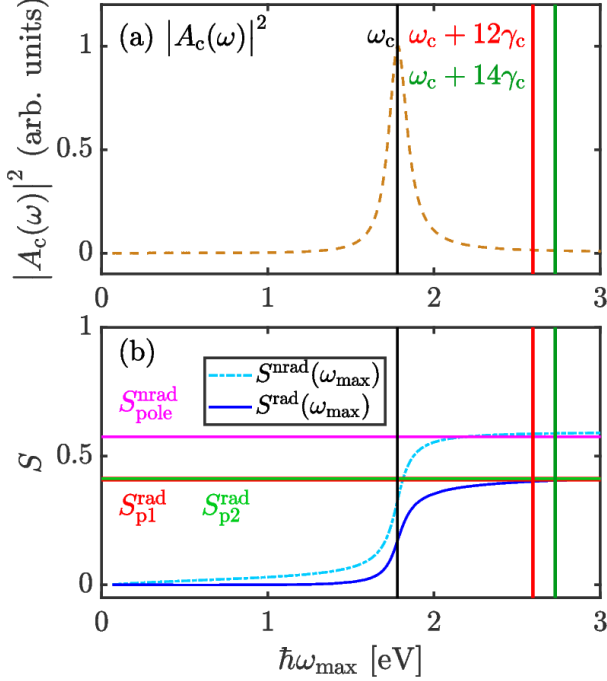 (a) |A_c(ω)|²
ω_c
ω_c + 12γ_c
ω_c + 14γ_c
|A_c(ω)|² (arb. units)
1
0.5
0
0
1
2
3
(b)
S^nrad(ω_max)
S^rad(ω_max)
S^nrad_pole
S^rad_p1
S^rad_p2
S
1
0.5
0
0
1
2
3
ħω_max [eV]